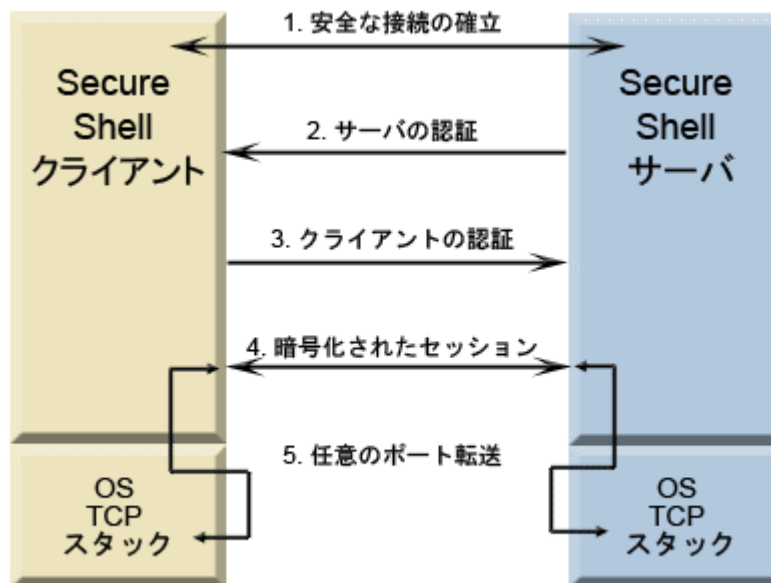 1. 安全な接続の確立
Secure
Shell
クライアント
Secure
Shell
サーバ
2. サーバの認証
3. クライアントの認証
4. 暗号化されたセッション
5. 任意のポート転送
OS
TCP
スタック
OS
TCP
スタック